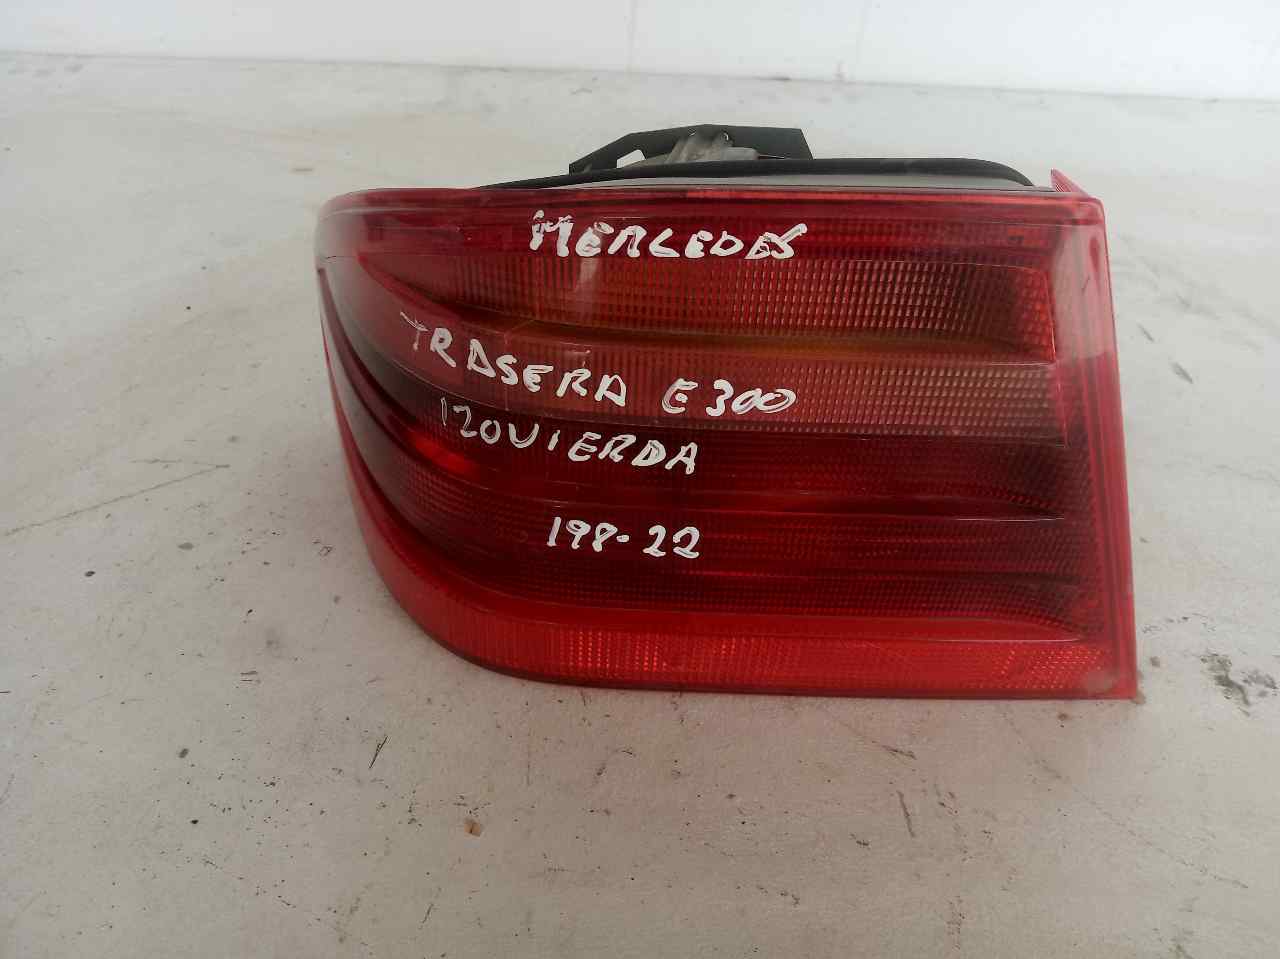 MERCEDES
TRASERA E300
IZQUIERDA
198-22